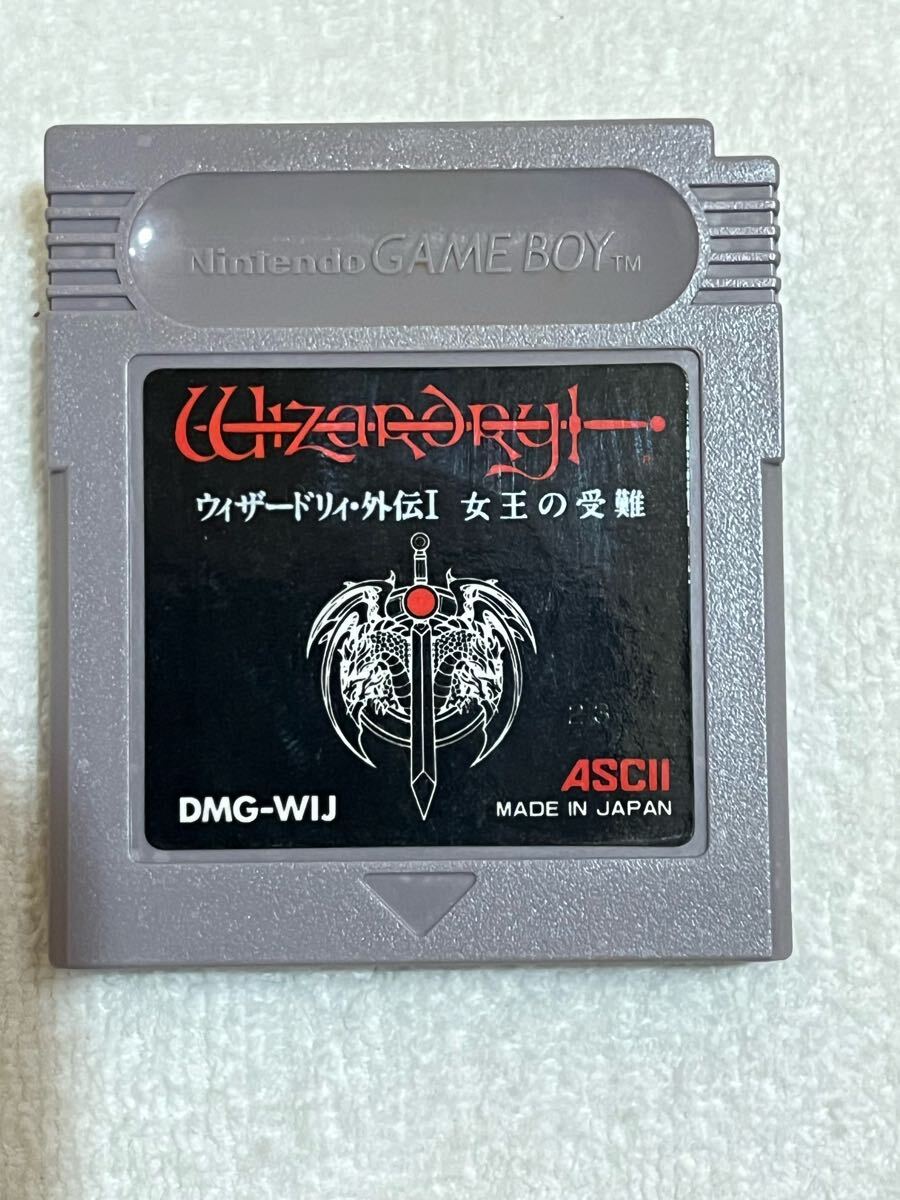 Nintendo GAME BOY TM
Wizardry
ウィザードリィ・外伝I 女王の受難
23
ASCII
DMG-WIJ
MADE IN JAPAN